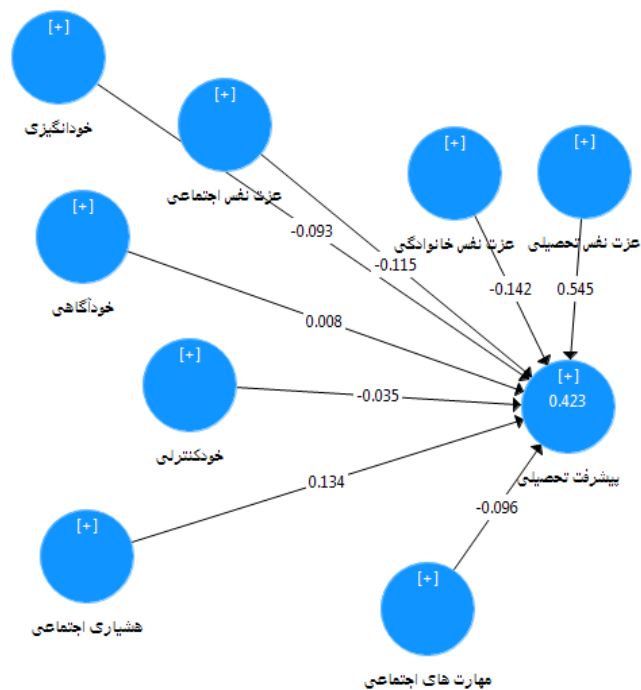 [+]
خودانگیزی
[+]
عزت نفس اجتماعی
[+]
عزت نفس خانوادگی
[+]
عزت نفس تحصیلی
-0.093
-0.115
-0.142
0.545
[+]
خودآگاهی
0.008
[+]
خودکنترلی
-0.035
[+]
0.423
پیشرفت تحصیلی
0.134
[+]
هشیاری اجتماعی
-0.096
[+]
مهارت های اجتماعی